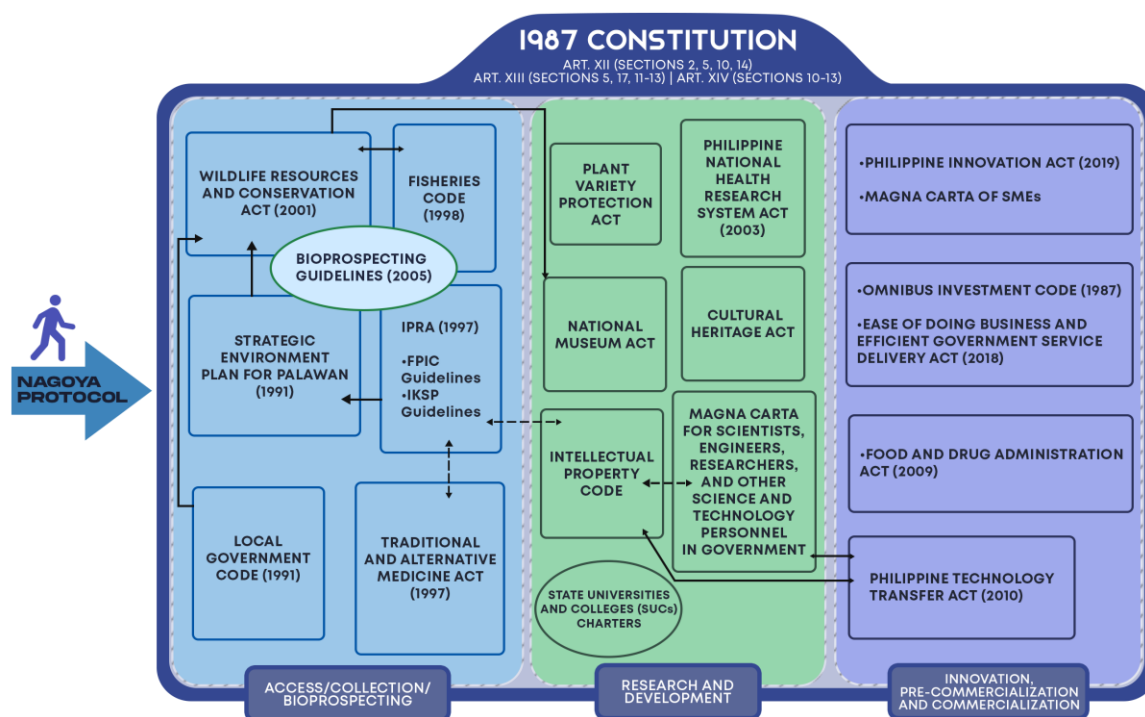 1987 CONSTITUTION
ART. XII (SECTIONS 2, 5, 10, 14)
ART. XIII (SECTIONS 5, 17, 11-13) | ART. XIV (SECTIONS 10-13)
NAGOYA
PROTOCOL
WILDLIFE RESOURCES
AND CONSERVATION
ACT (2001)
FISHERIES
CODE
(1998)
BIOPROSPECTING
GUIDELINES (2005)
STRATEGIC ENVIRONMENT
PLAN FOR PALAWAN
(1991)
IPRA (1997)
•FPIC
Guidelines
•IKSP
Guidelines
LOCAL
GOVERNMENT
CODE (1991)
TRADITIONAL
AND ALTERNATIVE
MEDICINE ACT
(1997)
ACCESS/COLLECTION/
BIOPROSPECTING
PLANT
VARIETY
PROTECTION
ACT
PHILIPPINE
NATIONAL
HEALTH
RESEARCH
SYSTEM ACT
(2003)
NATIONAL
MUSEUM ACT
CULTURAL
HERITAGE ACT
INTELLECTUAL
PROPERTY
CODE
MAGNA CARTA
FOR SCIENTISTS,
ENGINEERS,
RESEARCHERS,
AND OTHER
SCIENCE AND
TECHNOLOGY
PERSONNEL
IN GOVERNMENT
STATE UNIVERSITIES
AND COLLEGES (SUCs)
CHARTERS
RESEARCH AND
DEVELOPMENT
•PHILIPPINE INNOVATION ACT (2019)
•MAGNA CARTA OF SMEs
•OMNIBUS INVESTMENT CODE (1987)
•EASE OF DOING BUSINESS AND
EFFICIENT GOVERNMENT SERVICE
DELIVERY ACT (2018)
•FOOD AND DRUG ADMINISTRATION
ACT (2009)
PHILIPPINE TECHNOLOGY
TRANSFER ACT (2010)
INNOVATION,
PRE-COMMERCIALIZATION
AND COMMERCIALIZATION